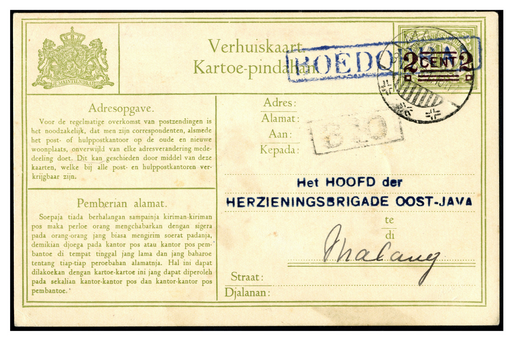 Verhuiskaart.
Kartoe-pindahan
BOEDO
2 CENT 2
Adresopgave.
Voor de regelmatige overkomst van postzendingen is
het noodzakelijk, dat men zijn correspondenten, alsmede
het post- of hulppostkantoor op de oude en nieuwe
woonplaats, onverwijld van elke adresverandering mede-
deeling doet. Dit kan geschieden door middel van deze
kaarten, welke bij alle post- en hulppostkantoren ver-
krijgbaar zijn.
Pemberian alamat.
Soepaja tiada berhalangan sampainja kiriman-kiriman
pos maka perloe orang mengchabarkan dengan sigera
pada orang-orang jang biasa mengirim soerat padanja,
demikian djoega pada kantor pos atau kantor pos pem-
bantoe di tempat tinggal jang lama dan jang baharoe
tentang tiap-tiap peroebahan alamatnja. Hal ini dapat
dilakoekan dengan kartoe-kartoe ini jang dapat diperoleh
pada sekalian kantor-kantor pos dan kantor-kantor pos
pembantoe.
Adres:
Alamat:
Aan:
Kepada:
Het HOOFD der
HERZIENINGSBRIGADE OOST-JAVA
te
di
Malang
Straat:
Djalanan: